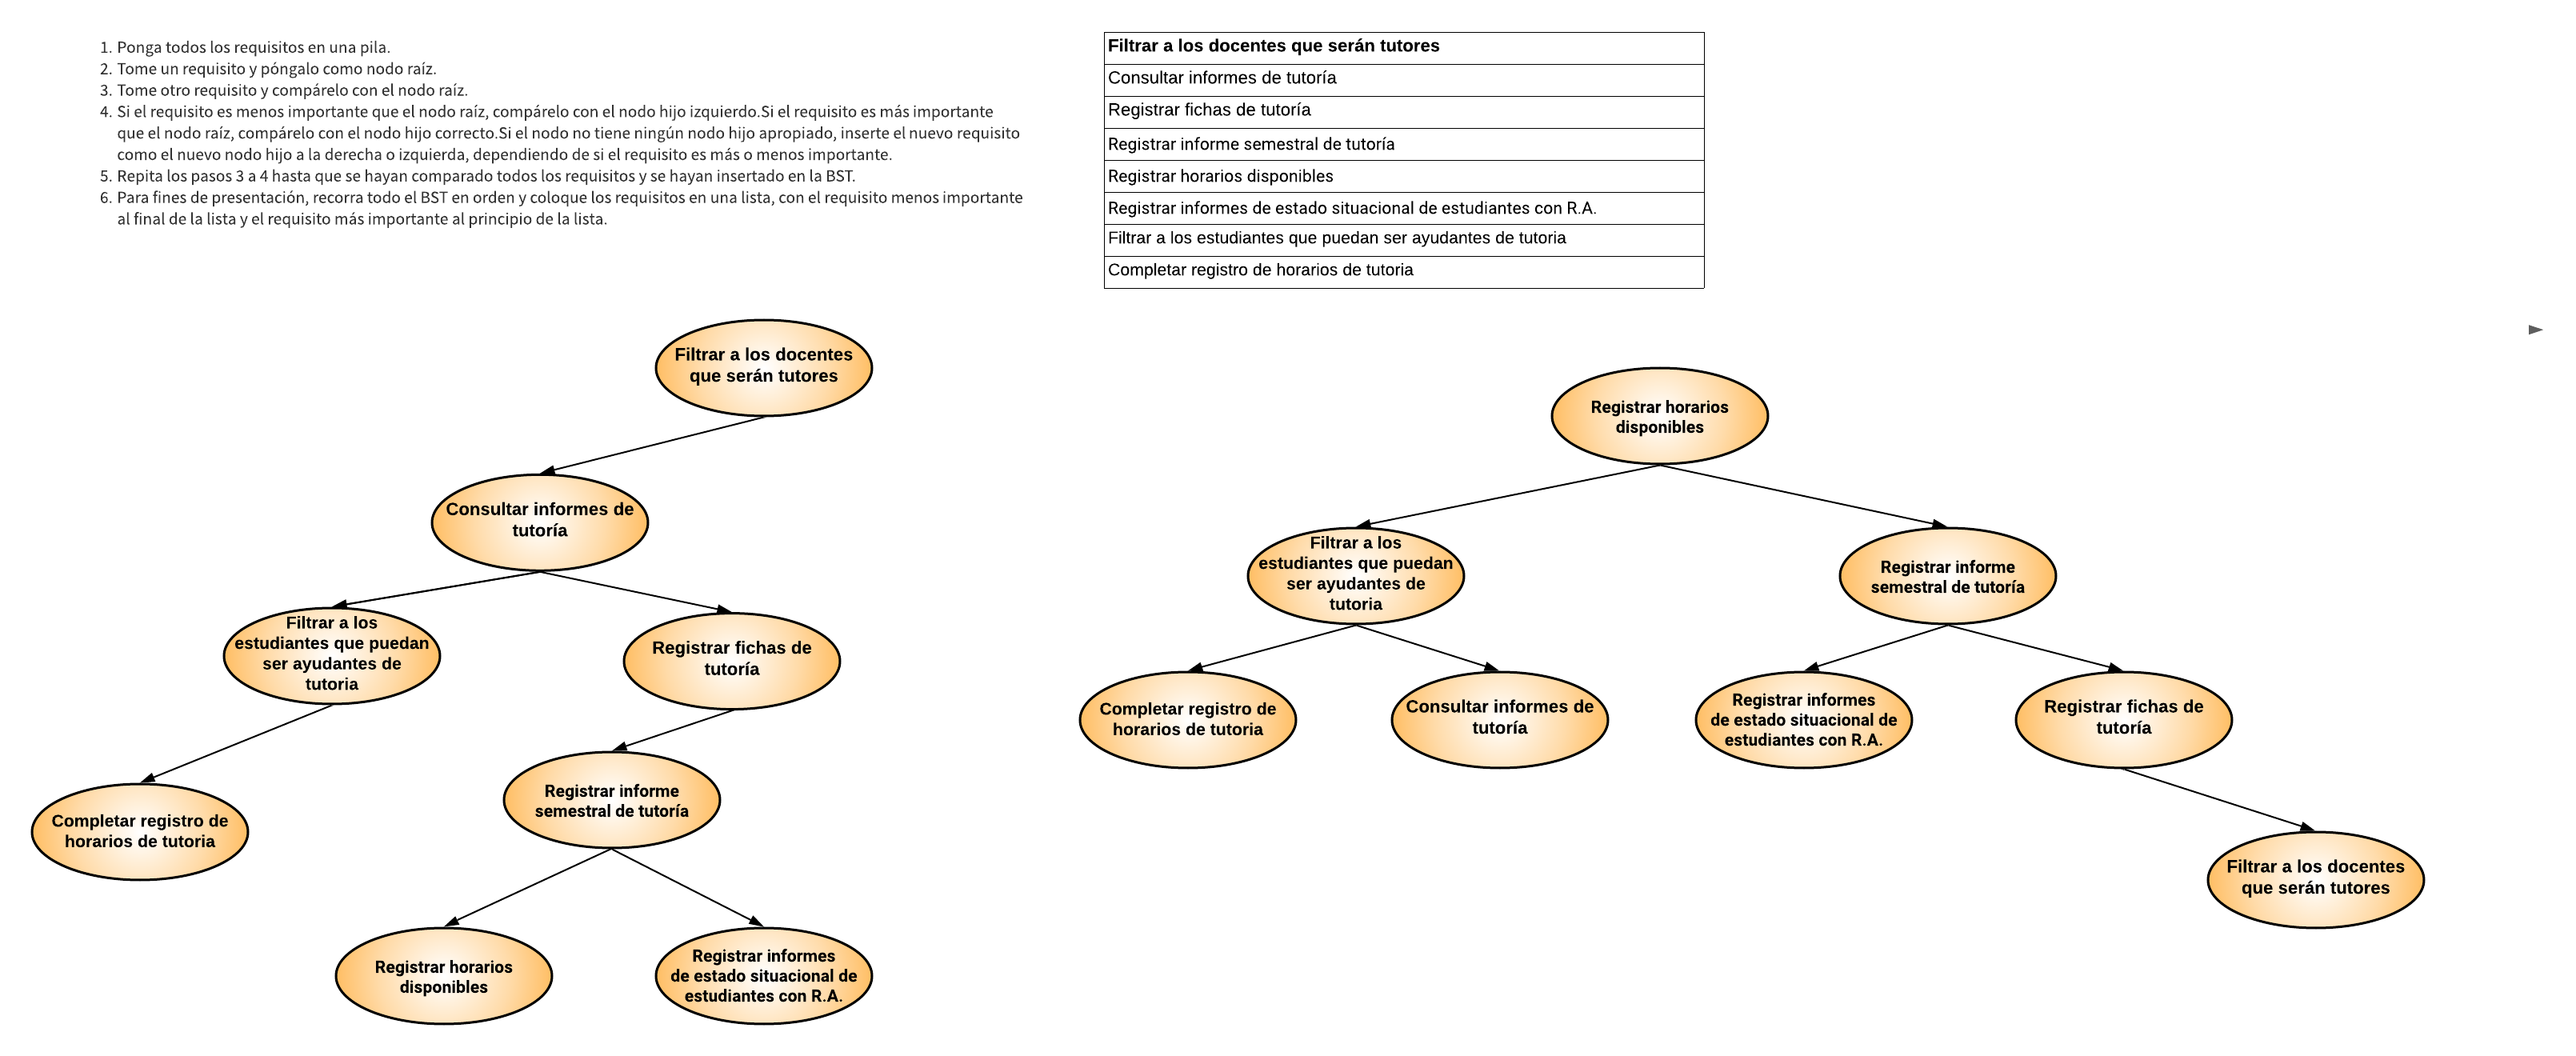 1. Ponga todos los requisitos en una pila.
2. Tome un requisito y póngalo como nodo raíz.
3. Tome otro requisito y compárelo con el nodo raíz.
4. Si el requisito es menos importante que el nodo raíz, compárelo con el nodo hijo izquierdo.Si el requisito es más importante
que el nodo raíz, compárelo con el nodo hijo correcto.Si el nodo no tiene ningún nodo hijo apropiado, inserte el nuevo requisito
como el nuevo nodo hijo a la derecha o izquierda, dependiendo de si el requisito es más o menos importante.
5. Repita los pasos 3 a 4 hasta que se hayan comparado todos los requisitos y se hayan insertado en la BST.
6. Para fines de presentación, recorra todo el BST en orden y coloque los requisitos en una lista, con el requisito menos importante
al final de la lista y el requisito más importante al principio de la lista.
Filtrar a los docentes que serán tutores
Consultar informes de tutoría
Registrar fichas de tutoría
Registrar informe semestral de tutoría
Registrar horarios disponibles
Registrar informes de estado situacional de estudiantes con R.A.
Filtrar a los estudiantes que puedan ser ayudantes de tutoria
Completar registro de horarios de tutoria
Filtrar a los docentes
que serán tutores
Consultar informes de
tutoría
Filtrar a los
estudiantes que puedan
ser ayudantes de
tutoria
Registrar fichas de
tutoría
Completar registro de
horarios de tutoria
Registrar informe
semestral de tutoría
Registrar horarios
disponibles
Registrar informes
de estado situacional de
estudiantes con R.A.
Registrar horarios
disponibles
Filtrar a los
estudiantes que puedan
ser ayudantes de
tutoria
Registrar informe
semestral de tutoría
Completar registro de
horarios de tutoria
Consultar informes de
tutoría
Registrar informes
de estado situacional de
estudiantes con R.A.
Registrar fichas de
tutoría
Filtrar a los docentes
que serán tutores